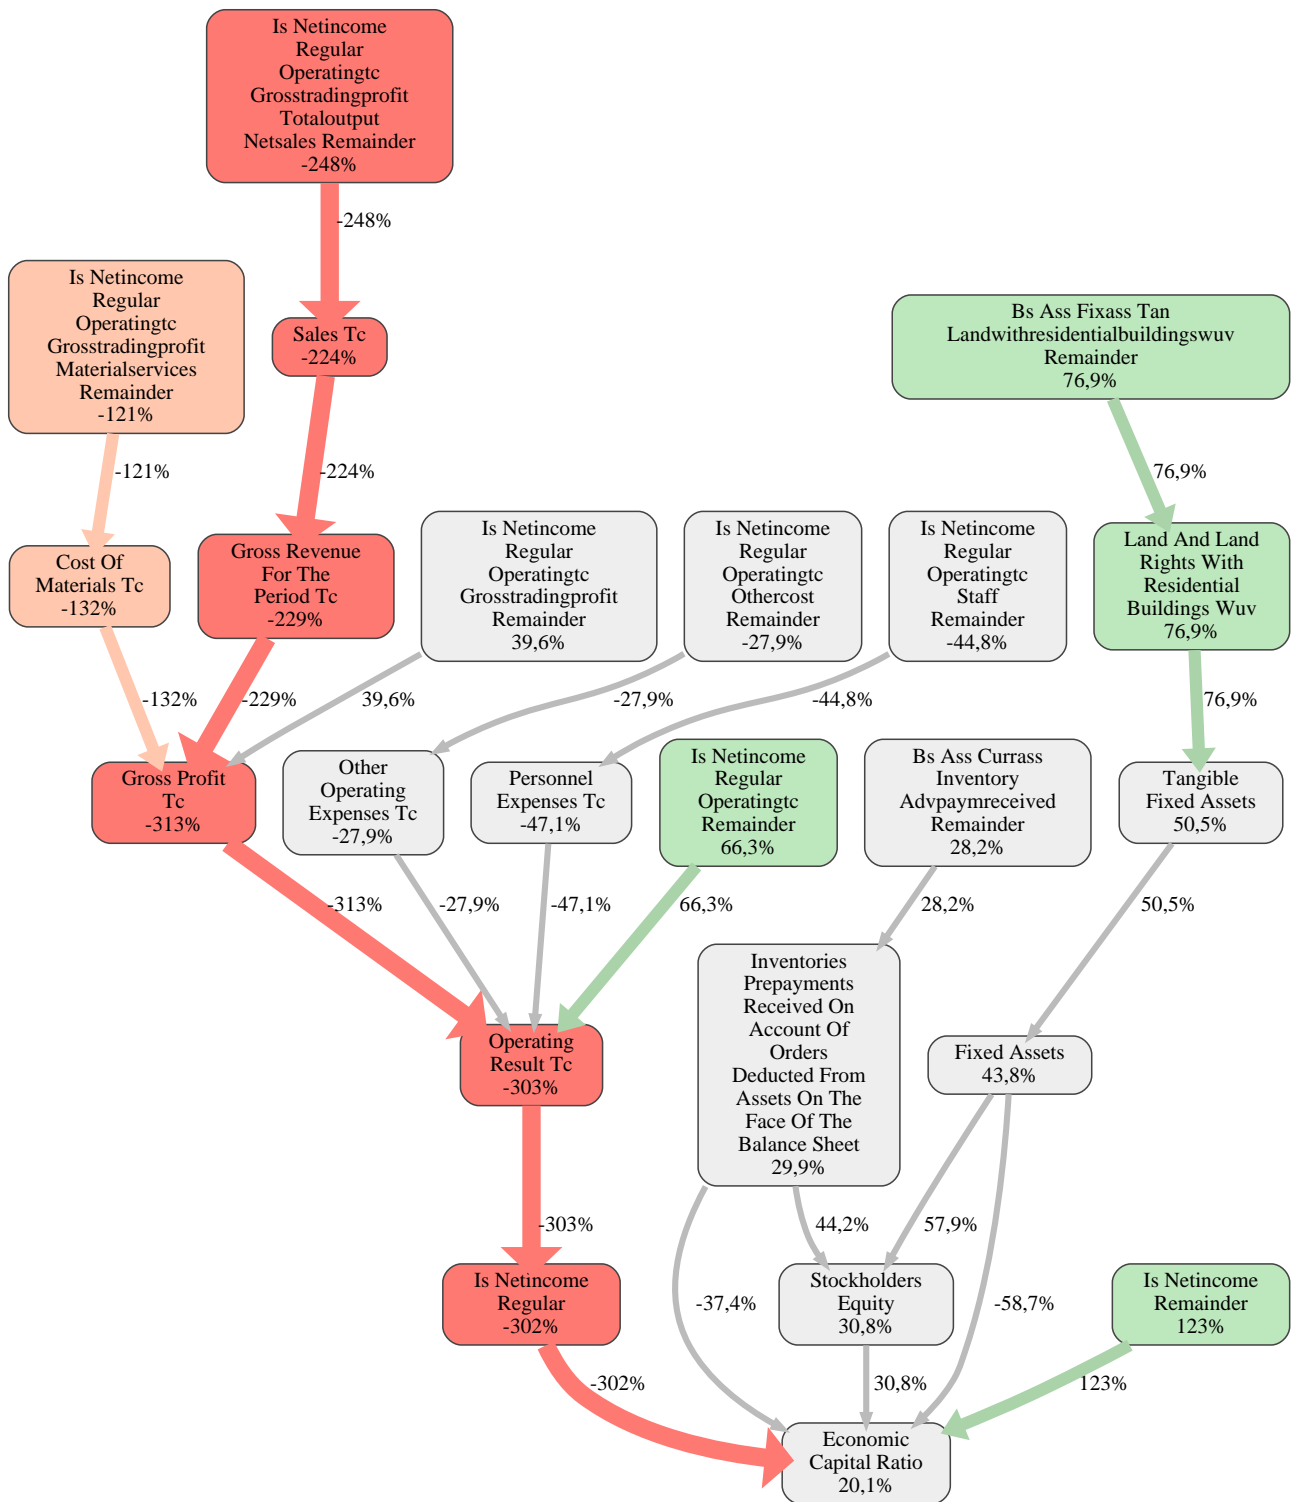 Is Netincome
Regular
Operatingtc
Grosstradingprofit
Totaloutput
Netsales Remainder
-248%
-248%
Is Netincome
Regular
Operatingtc
Grosstradingprofit
Materialservices
Remainder
-121%
Sales Tc
-224%
Bs Ass Fixass Tan
Landwithresidentialbuildingswuv
Remainder
76,9%
-121%
-224%
76,9%
Cost Of
Materials Tc
-132%
Gross Revenue
For The
Period Tc
-229%
Is Netincome
Regular
Operatingtc
Grosstradingprofit
Remainder
39,6%
Is Netincome
Regular
Operatingtc
Othercost
Remainder
-27,9%
Is Netincome
Regular
Operatingtc
Staff
Remainder
-44,8%
Land And Land
Rights With
Residential
Buildings Wuv
76,9%
-132%
-229%
39,6%
-27,9%
-44,8%
76,9%
Gross Profit
Tc
-313%
Other
Operating
Expenses Tc
-27,9%
Personnel
Expenses Tc
-47,1%
Is Netincome
Regular
Operatingtc
Remainder
66,3%
Bs Ass Currass
Inventory
Advpaymreceived
Remainder
28,2%
Tangible
Fixed Assets
50,5%
-313%
-27,9%
-47,1%
66,3%
28,2%
50,5%
Operating
Result Tc
-303%
Inventories
Prepayments
Received On
Account Of
Orders
Deducted From
Assets On The
Face Of The
Balance Sheet
29,9%
Fixed Assets
43,8%
-303%
44,2%
57,9%
Is Netincome
Regular
-302%
-37,4%
Stockholders
Equity
30,8%
-58,7%
Is Netincome
Remainder
123%
-302%
30,8%
123%
Economic
Capital Ratio
20,1%